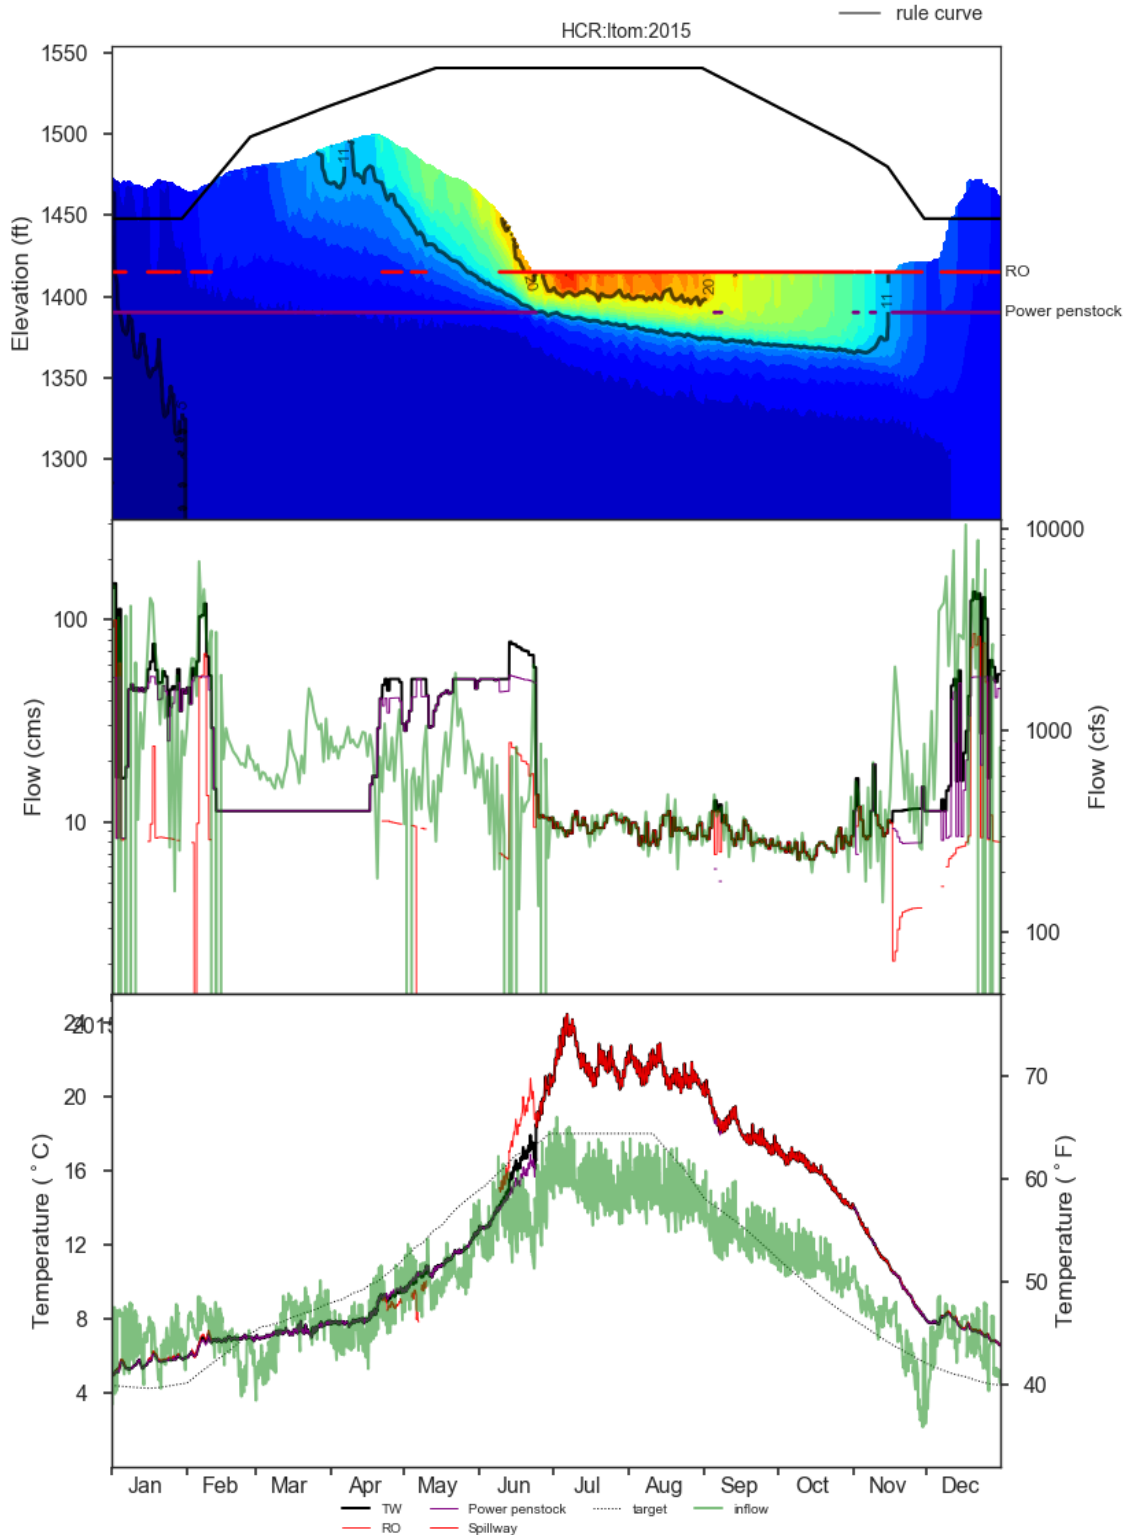 rule curve
HCR:ltom:2015
1550
1500
1450
1400
1350
1300
Elevation (ft)
11
20
20
11
RO
Power penstock
100
10
Flow (cms)
10000
1000
100
Flow (cfs)
2015
24
20
16
12
8
4
Temperature ( ° C)
70
60
50
40
Temperature ( ° F)
Jan Feb Mar Apr May Jun Jul Aug Sep Oct Nov Dec
TW Power penstock target inflow
RO Spillway